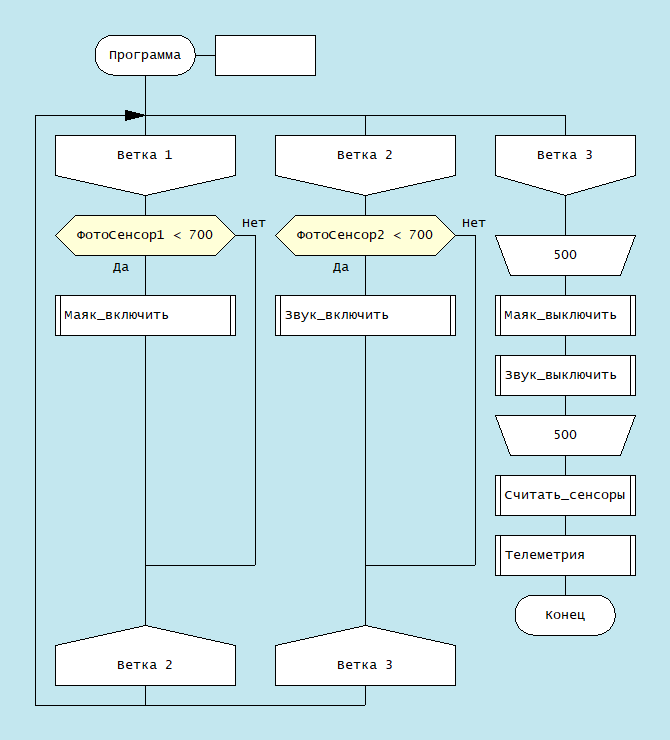 Программа
Ветка 1
ФотоСенсор1 < 700
Нет
Да
Маяк_включить
Ветка 2
Ветка 2
ФотоСенсор2 < 700
Нет
Да
Звук_включить
Ветка 3
Ветка 3
500
Маяк_выключить
Звук_выключить
500
Считать_сенсоры
Телеметрия
Конец